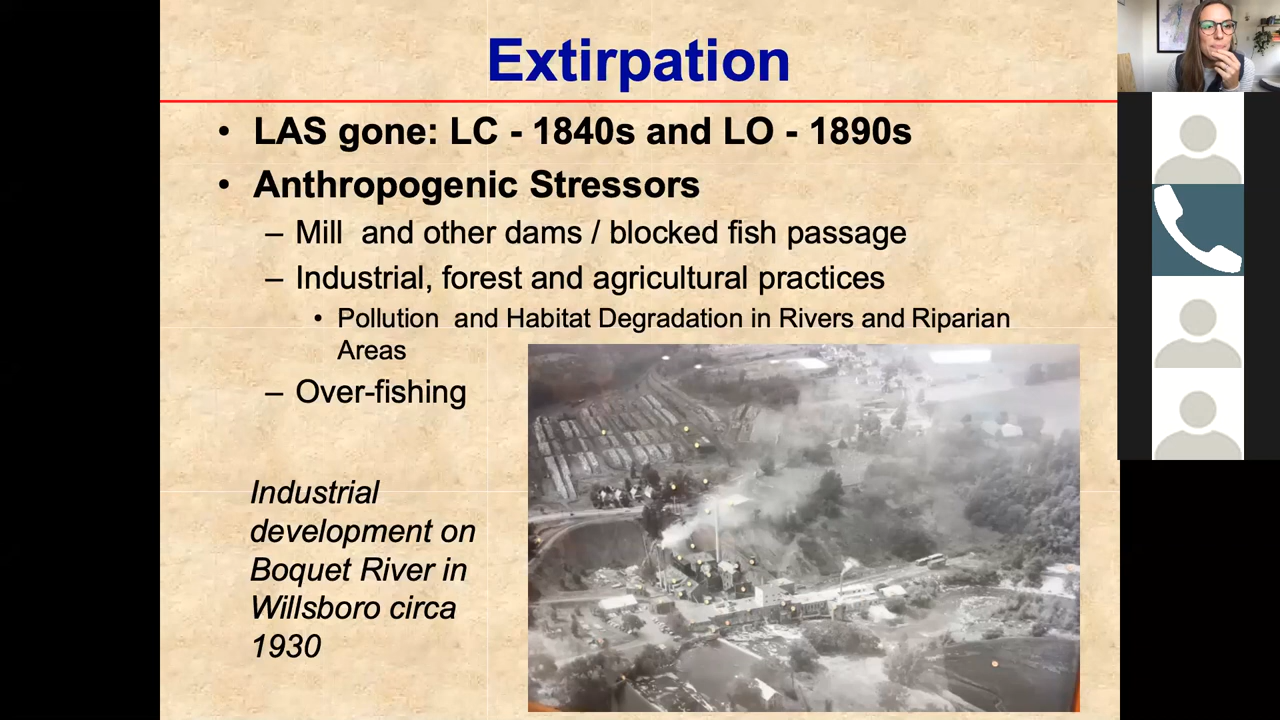 Extirpation
• LAS gone: LC - 1840s and LO - 1890s
• Anthropogenic Stressors
– Mill and other dams / blocked fish passage
– Industrial, forest and agricultural practices
• Pollution and Habitat Degradation in Rivers and Riparian
Areas
– Over-fishing
Industrial
development on
Boquet River in
Willsboro circa
1930